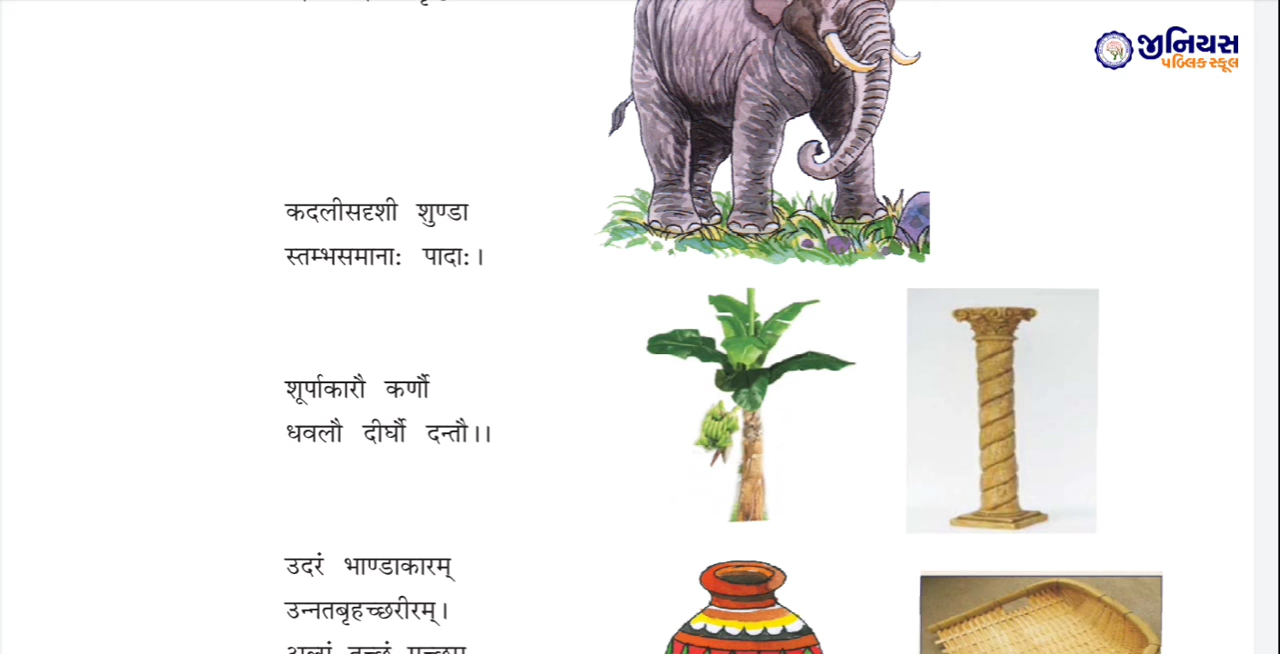 જીનિયસ
પબ્લિક સ્કૂલ
कदलीसदृशी शुण्डा
स्तम्भसमानाः पादाः।
शूर्पाकारौ कर्णौ
धवलौ दीर्घौ दन्तौ।।
उदरं भाण्डाकारम्
उन्नतबृहच्छरीरम्।